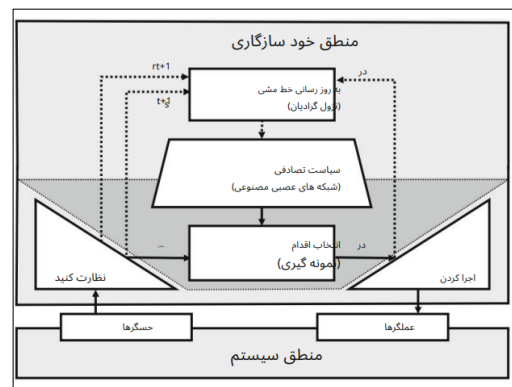 منطق خود سازگاری
rt+1
در
به روز رسانی خط مشی
(نزول گرادیان)
t+1
s
سیاست تصادفی
(شبکه های عصبی مصنوعی)
انتخاب اقدام
در
(نمونه گیری)
نظارت کنید
اجرا کردن
حسگرها
عملگرها
منطق سیستم